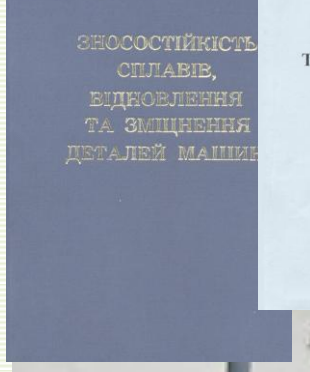 ЗНОСОСТІЙКІСТЬ
СПЛАВІВ,
ВІДНОВЛЕННЯ
ТА ЗМІЦНЕННЯ
ДЕТАЛЕЙ МАШИН
Т